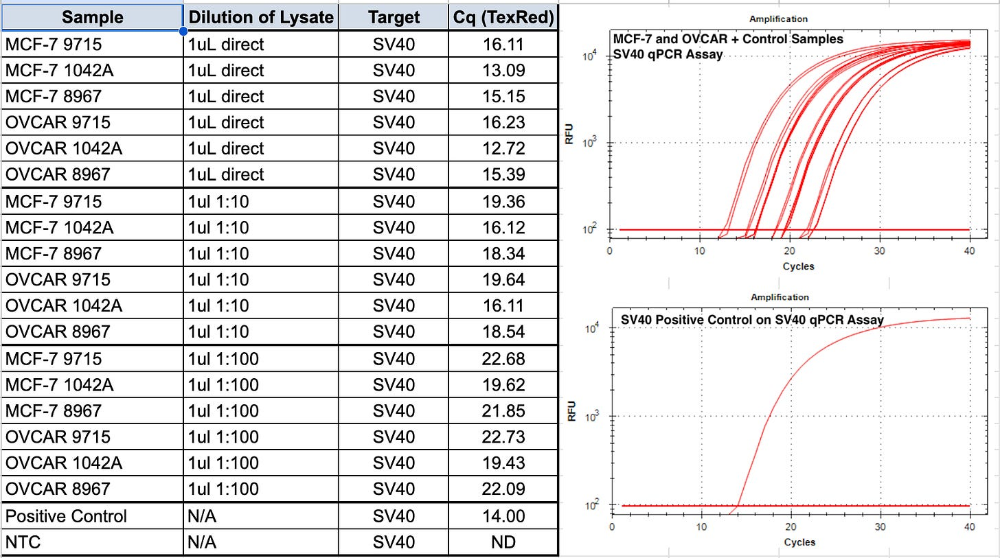 Sample Dilution of Lysate Target Cq (TexRed)
MCF-7 9715 1uL direct SV40 16.11
MCF-7 1042A 1uL direct SV40 13.09
MCF-7 8967 1uL direct SV40 15.15
OVCAR 9715 1uL direct SV40 16.23
OVCAR 1042A 1uL direct SV40 12.72
OVCAR 8967 1uL direct SV40 15.39
MCF-7 9715 1ul 1:10 SV40 19.36
MCF-7 1042A 1ul 1:10 SV40 16.12
MCF-7 8967 1ul 1:10 SV40 18.34
OVCAR 9715 1ul 1:10 SV40 19.64
OVCAR 1042A 1ul 1:10 SV40 16.11
OVCAR 8967 1ul 1:10 SV40 18.54
MCF-7 9715 1ul 1:100 SV40 22.68
MCF-7 1042A 1ul 1:100 SV40 19.62
MCF-7 8967 1ul 1:100 SV40 21.85
OVCAR 9715 1ul 1:100 SV40 22.73
OVCAR 1042A 1ul 1:100 SV40 19.43
OVCAR 8967 1ul 1:100 SV40 22.09
Positive Control N/A SV40 14.00
NTC N/A SV40 ND
Amplification
MCF-7 and OVCAR + Control Samples
SV40 qPCR Assay
10^4
10^3
10^2
RFU
0 10 20 30 40
Cycles
Amplification
SV40 Positive Control on SV40 qPCR Assay
10^4
10^3
10^2
RFU
0 10 20 30 40
Cycles